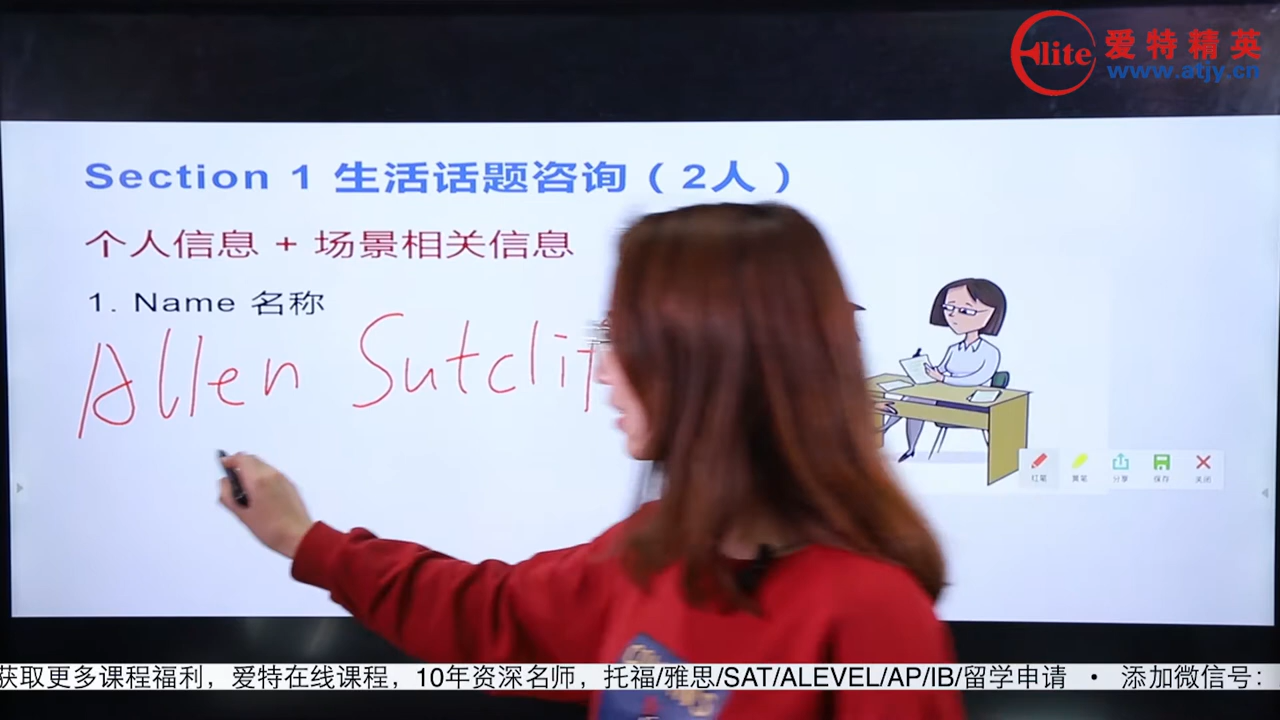 Elite 爱特精英
www.atjy.cn
Section 1 生活话题咨询（2人）
个人信息 + 场景相关信息
1. Name 名称
Allen Sutclif
红笔 黄笔 分享 保存 关闭
获取更多课程福利，爱特在线课程，10年资深名师，托福/雅思/SAT/ALEVEL/AP/IB/留学申请 • 添加微信号：